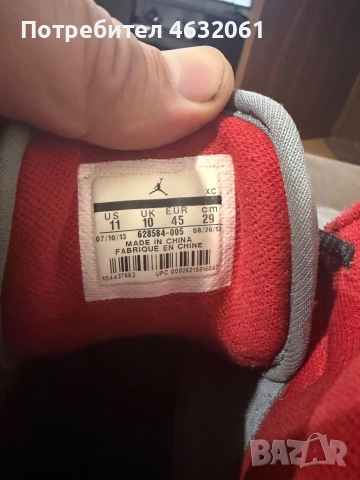 Потребител 4632061
XC
US UK EUR cm
11 10 45 29
07/10/13 628584-005 08/26/13
MADE IN CHINA
FABRIQUE EN CHINE
BAZAR